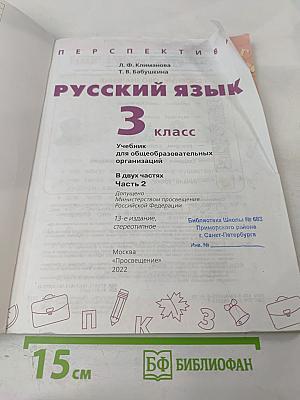 ПЕРСПЕКТИВ
Л. Ф. Климанова
Т. В. Бабушкина
РУССКИЙ ЯЗЫК
3 класс
Учебник
для общеобразовательных
организаций
В двух частях
Часть 2
Допущено
Министерством просвещения
Российской Федерации
13-е издание,
стереотипное
Библиотека Школы № 683
Приморского района
г. Санкт-Петербурга
Инв. №
Москва
«Просвещение»
2022
П К З
15 см
БФ БИБЛИОФАН